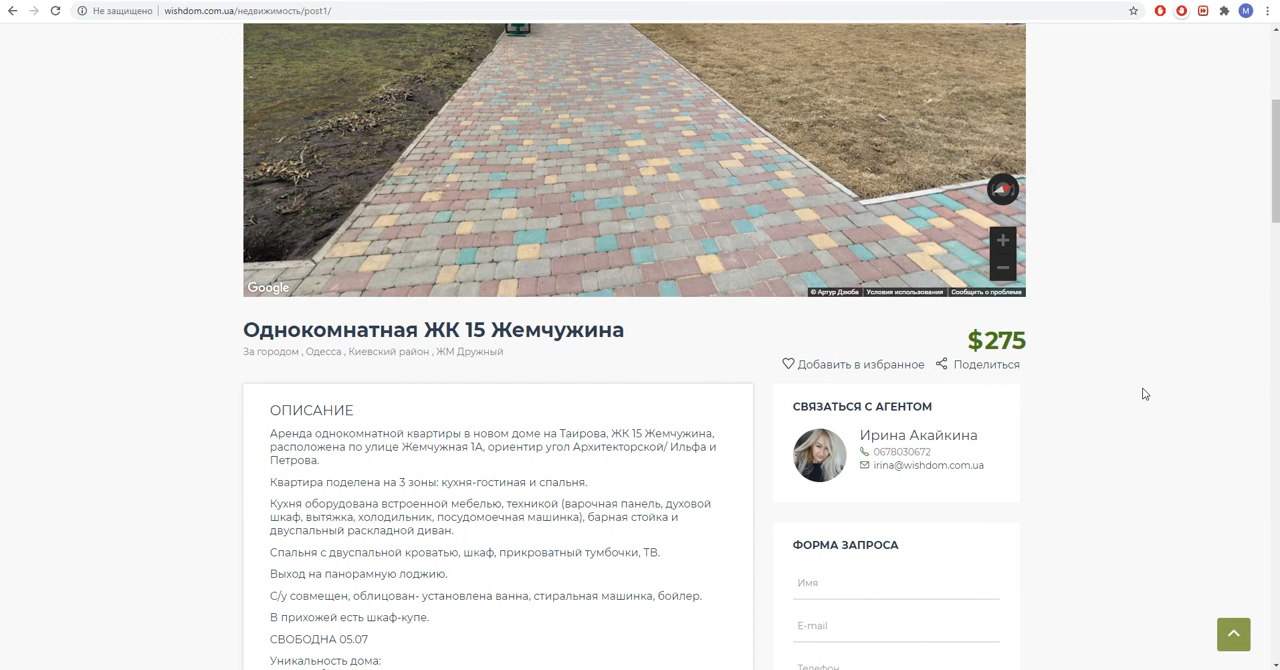 Не защищено | wishdom.com.ua/недвижимость/post1/
M
Google
© Артур Дзюба | Условия использования | Сообщить о проблеме
Однокомнатная ЖК 15 Жемчужина
$275
За городом , Одесса , Киевский район , ЖМ Дружный
Добавить в избранное
Поделиться
ОПИСАНИЕ
Аренда однокомнатной квартиры в новом доме на Таирова, ЖК 15 Жемчужина,
расположена по улице Жемчужная 1А, ориентир угол Архитекторской/ Ильфа и
Петрова.
Квартира поделена на 3 зоны: кухня-гостиная и спальня.
Кухня оборудована встроенной мебелью, техникой (варочная панель, духовой
шкаф, вытяжка, холодильник, посудомоечная машинка), барная стойка и
двуспальный раскладной диван.
Спальня с двуспальной кроватью, шкаф, прикроватный тумбочки, ТВ.
Выход на панорамную лоджию.
С/у совмещен, облицован- установлена ванна, стиральная машинка, бойлер.
В прихожей есть шкаф-купе.
СВОБОДНА 05.07
Уникальность дома:
СВЯЗАТЬСЯ С АГЕНТОМ
Ирина Акайкина
0678030672
irina@wishdom.com.ua
ФОРМА ЗАПРОСА
Имя
E-mail
Телефон